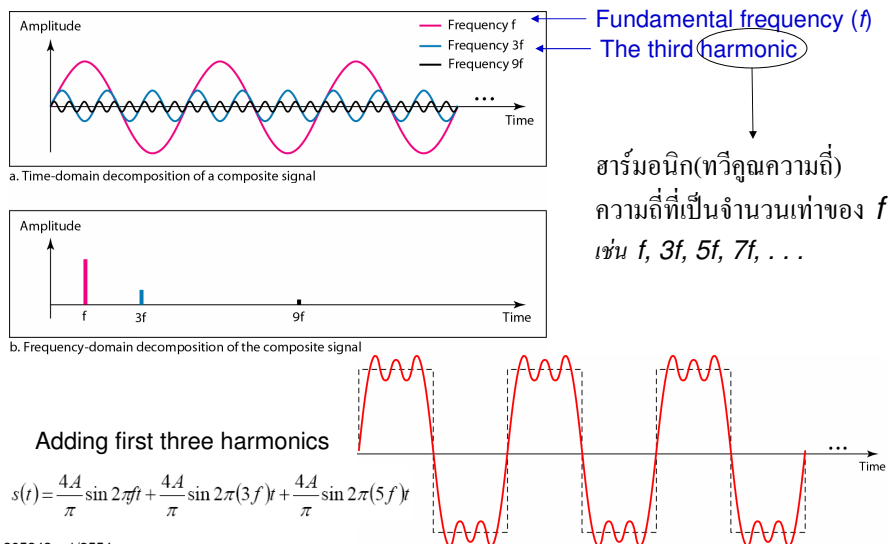 Amplitude
Frequency f
Frequency 3f
Frequency 9f
...
Time
a. Time-domain decomposition of a composite signal
Fundamental frequency (f)
The third harmonic
ฮาร์มอนิก(ทวีคูณความถี่)
ความถี่ที่เป็นจำนวนเท่าของ f
เช่น f, 3f, 5f, 7f, . . .
Amplitude
f 3f 9f Time
b. Frequency-domain decomposition of the composite signal
...
Time
Adding first three harmonics
s(t) = 4A/π sin 2πft + 4A/π sin 2π(3f)t + 4A/π sin 2π(5f)t